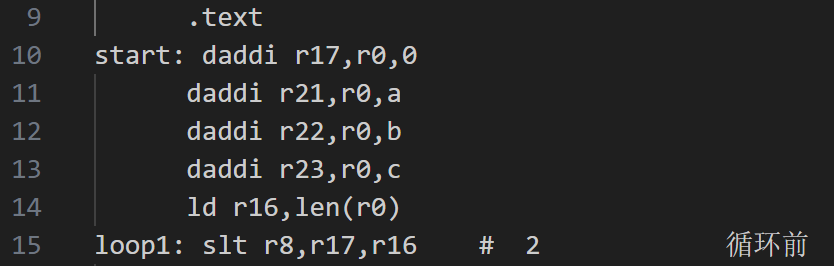 9 .text
10 start: daddi r17,r0,0
11 daddi r21,r0,a
12 daddi r22,r0,b
13 daddi r23,r0,c
14 ld r16,len(r0)
15 loop1: slt r8,r17,r16 # 2 循环前